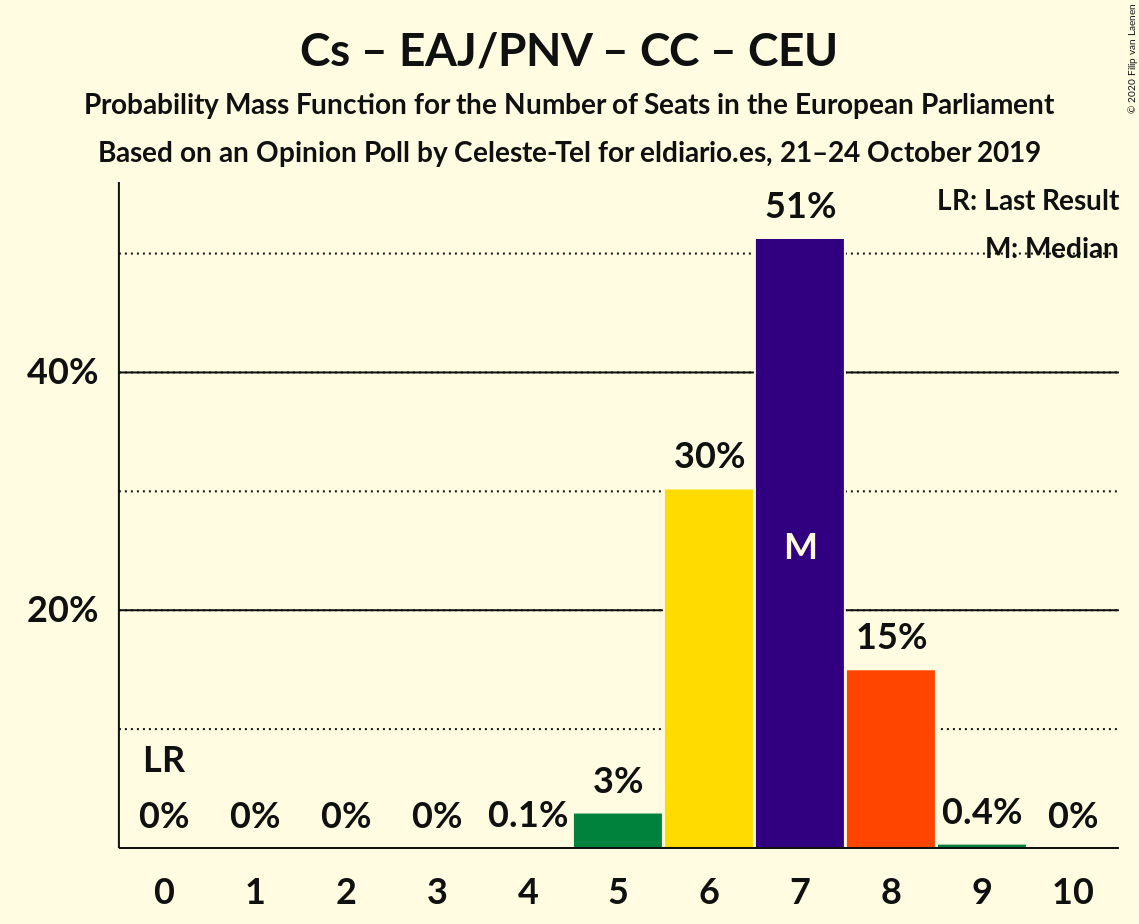 © 2020 Filip van Laenen
Cs – EAJ/PNV – CC – CEU
Probability Mass Function for the Number of Seats in the European Parliament
Based on an Opinion Poll by Celeste-Tel for eldiario.es, 21–24 October 2019
LR: Last Result
M: Median
51%
40%
30%
M
20%
15%
LR
3%
0% 0% 0% 0% 0.1% 0.4% 0%
0 1 2 3 4 5 6 7 8 9 10